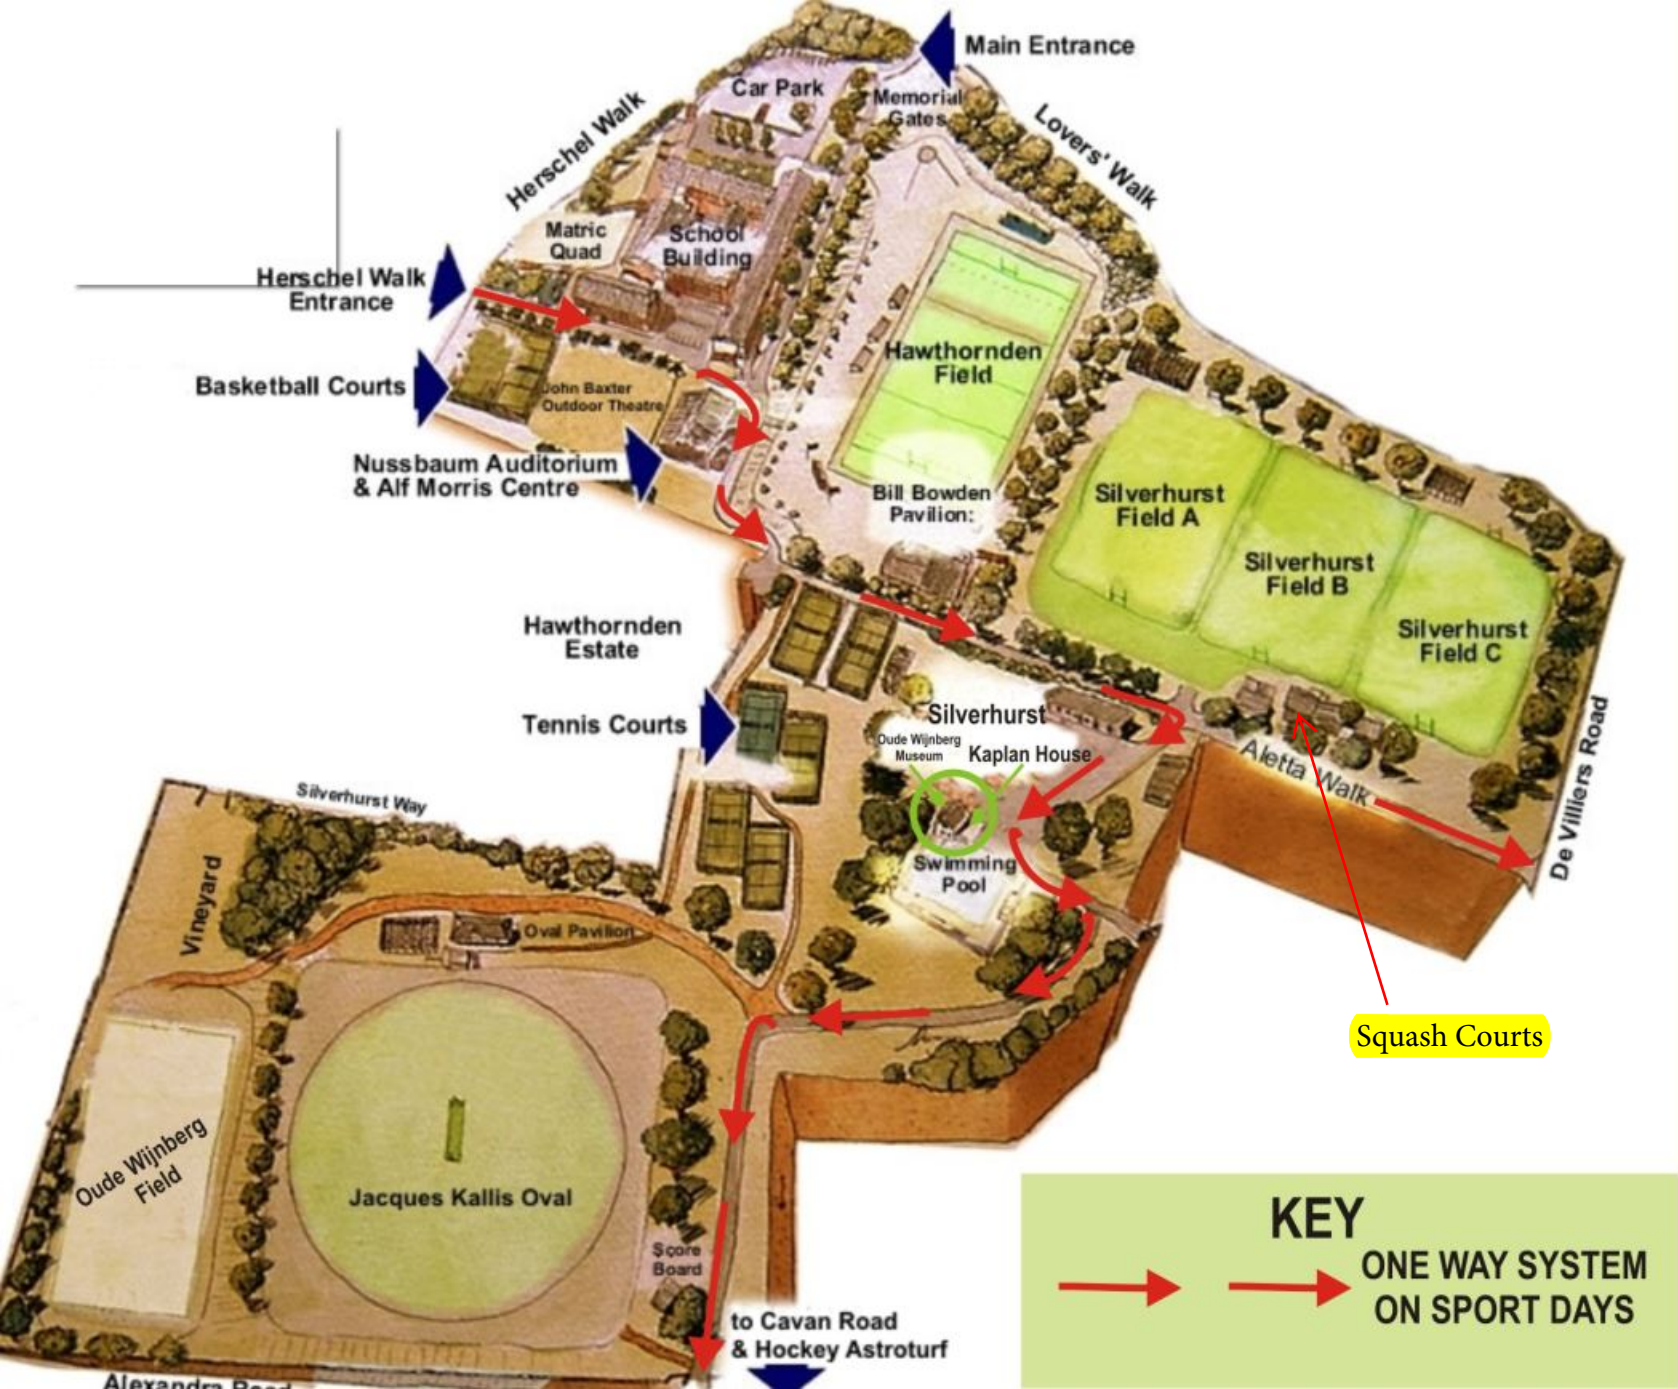 Main Entrance
Car Park
Memorial
Gates
Herschel Walk
Lovers' Walk
Matric
Quad
School
Building
Herschel Walk
Entrance
Hawthornden
Field
Basketball Courts
John Baxter
Outdoor Theatre
Nussbaum Auditorium
& Alf Morris Centre
Bill Bowden
Pavilion:
Silverhurst
Field A
Silverhurst
Field B
Silverhurst
Field C
Hawthornden
Estate
Tennis Courts
Silverhurst
Oude Wijnberg
Museum
Kaplan House
Aletta Walk
De Villiers Road
Silverhurst Way
Swimming
Pool
Vineyard
Oval Pavilion
Squash Courts
Oude Wijnberg
Field
Jacques Kallis Oval
Score
Board
to Cavan Road
& Hockey Astroturf
Alexandra Road
KEY
ONE WAY SYSTEM
ON SPORT DAYS